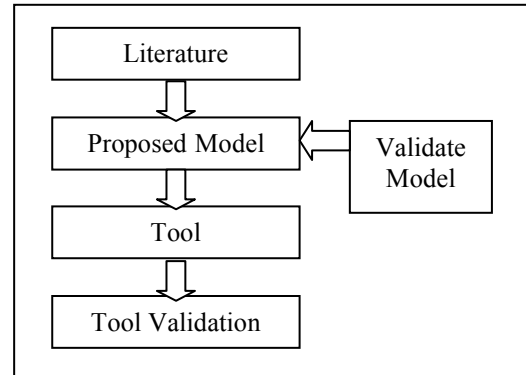 Literature
Proposed Model
Validate
Model
Tool
Tool Validation